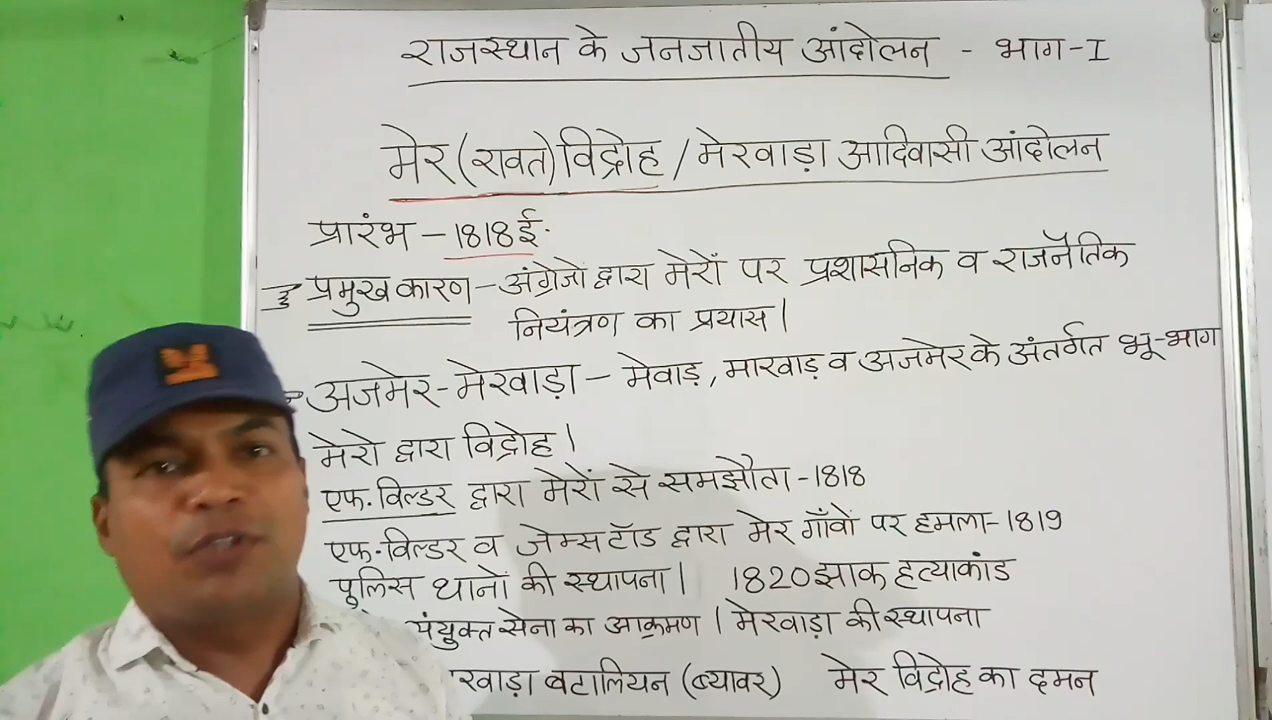 राजस्थान के जनजातीय आंदोलन - भाग-I
मेर (रावत) विद्रोह / मेरवाड़ा आदिवासी आंदोलन
प्रारंभ - 1818 ई.
प्रमुख कारण - अंग्रेजों द्वारा मेरों पर प्रशासनिक व राजनैतिक
नियंत्रण का प्रयास।
अजमेर-मेरवाड़ा - मेवाड़, मारवाड़ व अजमेर के अंतर्गत भू-भाग
मेरो द्वारा विद्रोह।
एफ. विल्डर द्वारा मेरों से समझौता - 1818
एफ. विल्डर व जेम्स टॉड द्वारा मेर गाँवों पर हमला - 1819
पुलिस थानों की स्थापना। 1820 झाक हत्याकांड
संयुक्त सेना का आक्रमण। मेरवाड़ा की स्थापना
रवाड़ा बटालियन (ब्यावर) मेर विद्रोह का दमन